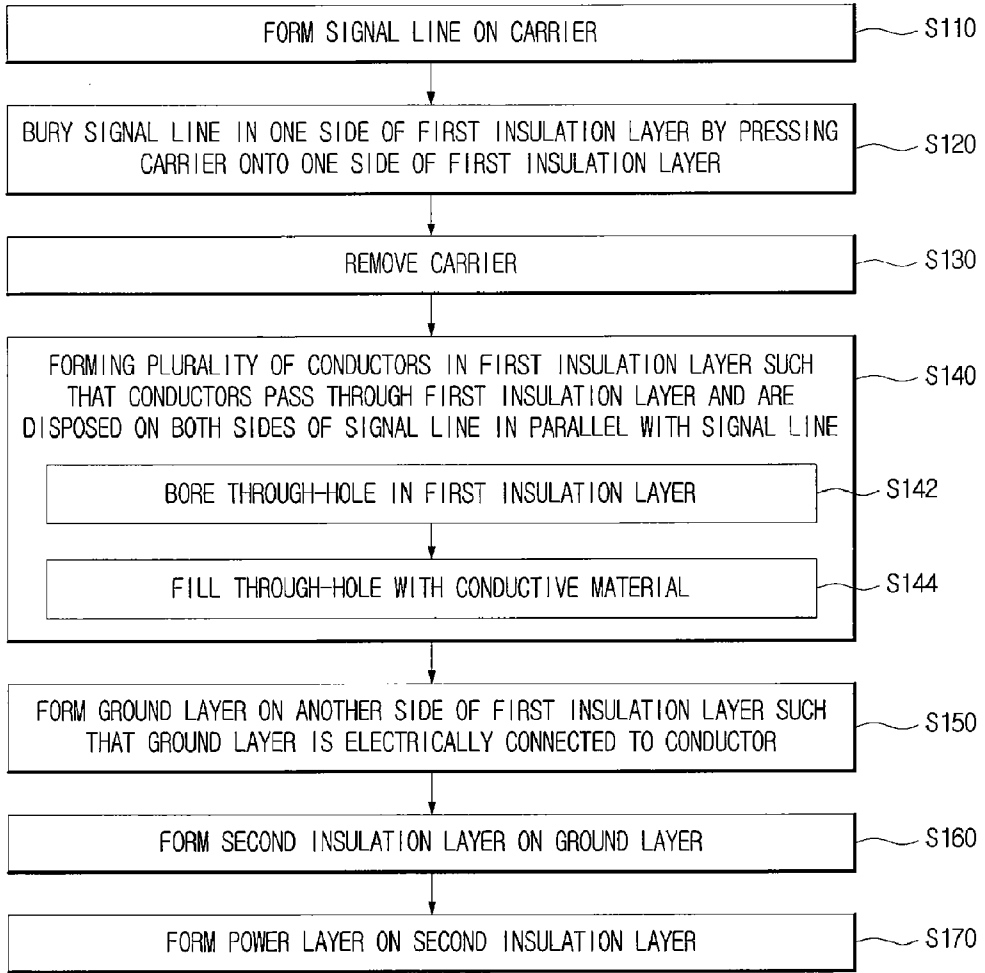 FORM SIGNAL LINE ON CARRIER
S110
BURY SIGNAL LINE IN ONE SIDE OF FIRST INSULATION LAYER BY PRESSING
CARRIER ONTO ONE SIDE OF FIRST INSULATION LAYER
S120
REMOVE CARRIER
S130
FORMING PLURALITY OF CONDUCTORS IN FIRST INSULATION LAYER SUCH
THAT CONDUCTORS PASS THROUGH FIRST INSULATION LAYER AND ARE
DISPOSED ON BOTH SIDES OF SIGNAL LINE IN PARALLEL WITH SIGNAL LINE
S140
BORE THROUGH-HOLE IN FIRST INSULATION LAYER
S142
FILL THROUGH-HOLE WITH CONDUCTIVE MATERIAL
S144
FORM GROUND LAYER ON ANOTHER SIDE OF FIRST INSULATION LAYER SUCH
THAT GROUND LAYER IS ELECTRICALLY CONNECTED TO CONDUCTOR
S150
FORM SECOND INSULATION LAYER ON GROUND LAYER
S160
FORM POWER LAYER ON SECOND INSULATION LAYER
S170